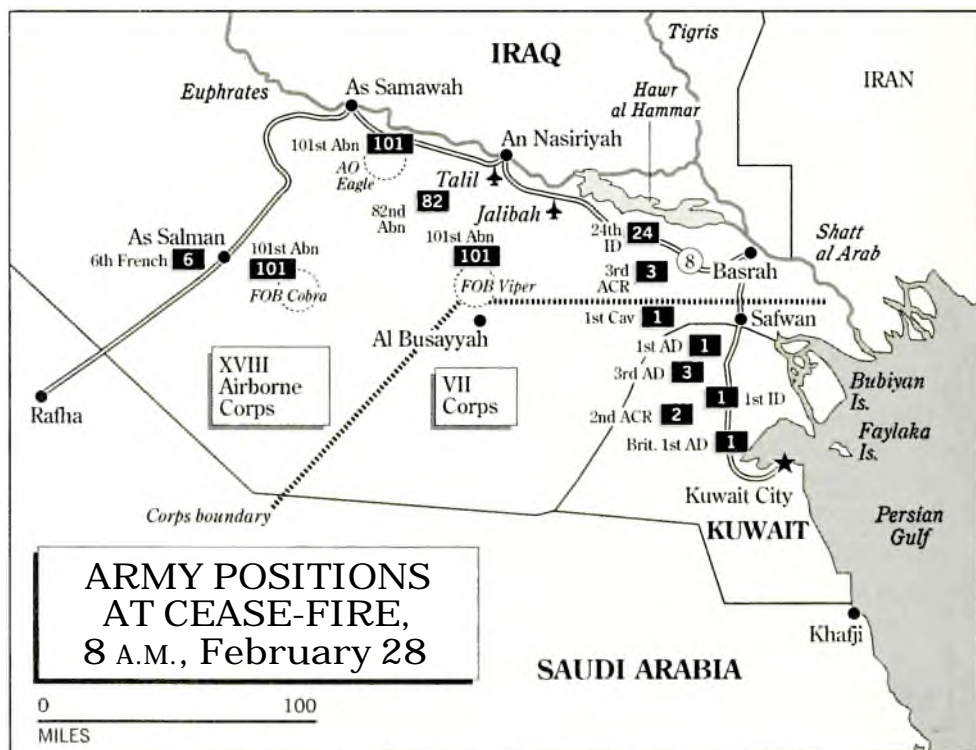 Tigris
IRAQ
IRAN
Euphrates
As Samawah
Hawr
al Hammar
101st Abn
101
An Nasiriyah
AO
Eagle
Talil
82
82nd
Abn
Jalibah
24th
ID
24
Shatt
al Arab
As Salman
6th French
6
101st Abn
101
FOB Cobra
101st Abn
101
FOB Viper
3rd
ACR
3
8
Basrah
1st Cav
1
Safwan
Al Busayyah
1st AD
1
XVIII
Airborne
Corps
VII
Corps
3rd AD
3
Bubiyan
Is.
Rafha
1
1st ID
2nd ACR
2
Faylaka
Is.
Brit. 1st AD
1
Kuwait City
Corps boundary
KUWAIT
Persian
Gulf
ARMY POSITIONS
AT CEASE-FIRE,
8 A.M., February 28
Khafji
SAUDI ARABIA
0 100
MILES